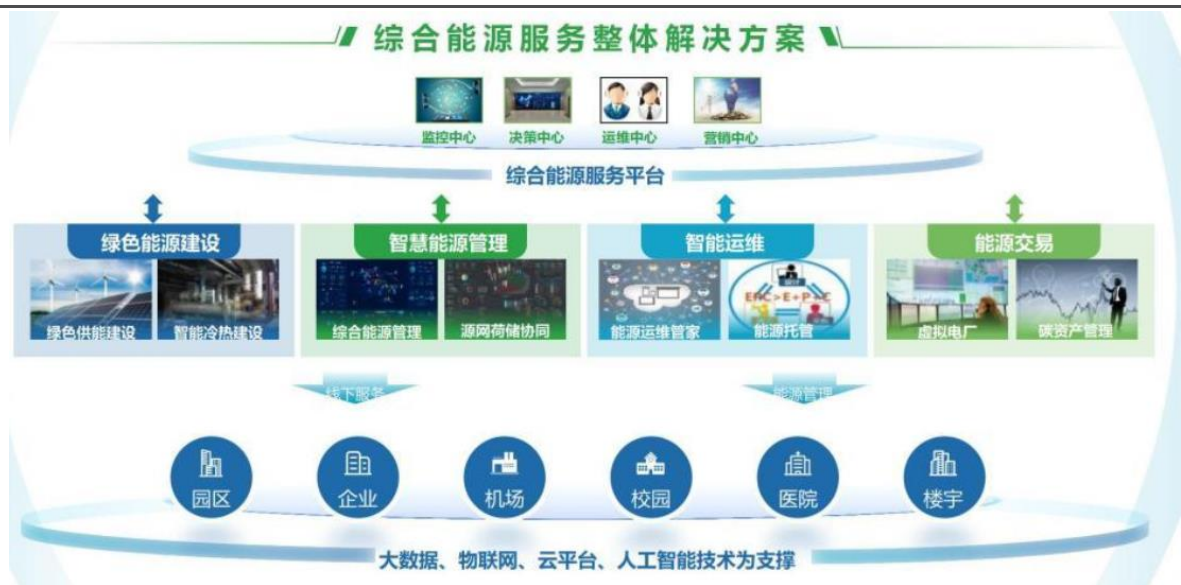 综合能源服务整体解决方案
监控中心 决策中心 运维中心 营销中心
综合能源服务平台
绿色能源建设 智慧能源管理 智能运维 能源交易
EMC>E+P+C
绿色供能建设 智能冷热建设 综合能源管理 源网荷储协同 能源运维管家 能源托管 虚拟电厂 碳资产管理
线下服务 能源管理
园区 企业 机场 校园 医院 楼宇
大数据、物联网、云平台、人工智能技术为支撑